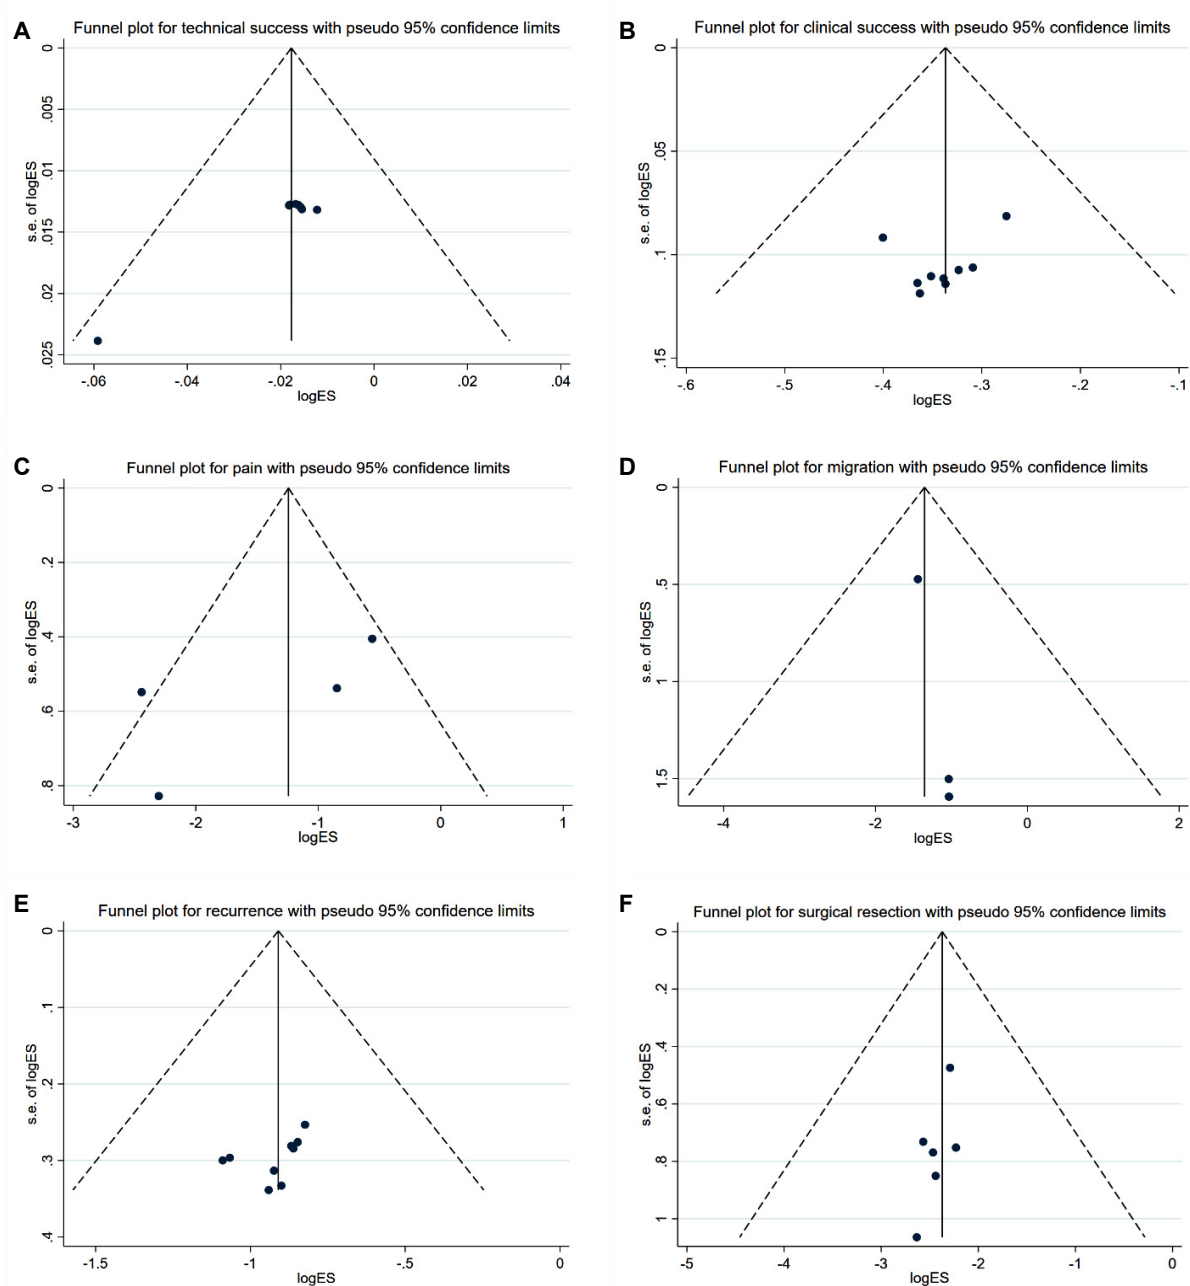 A
Funnel plot for technical success with pseudo 95% confidence limits
s.e. of logES
0
.005
.01
.015
.02
.025
-.06
-.04
-.02
0
.02
.04
logES
B
Funnel plot for clinical success with pseudo 95% confidence limits
s.e. of logES
0
.05
.1
.15
-.6
-.5
-.4
-.3
-.2
-.1
logES
C
Funnel plot for pain with pseudo 95% confidence limits
s.e. of logES
0
.2
.4
.6
.8
-3
-2
-1
0
1
logES
D
Funnel plot for migration with pseudo 95% confidence limits
s.e. of logES
0
.5
1
1.5
-4
-2
0
2
logES
E
Funnel plot for recurrence with pseudo 95% confidence limits
s.e. of logES
0
.1
.2
.3
.4
-1.5
-1
-.5
0
logES
F
Funnel plot for surgical resection with pseudo 95% confidence limits
s.e. of logES
0
.2
.4
.6
.8
1
-5
-4
-3
-2
-1
0
logES